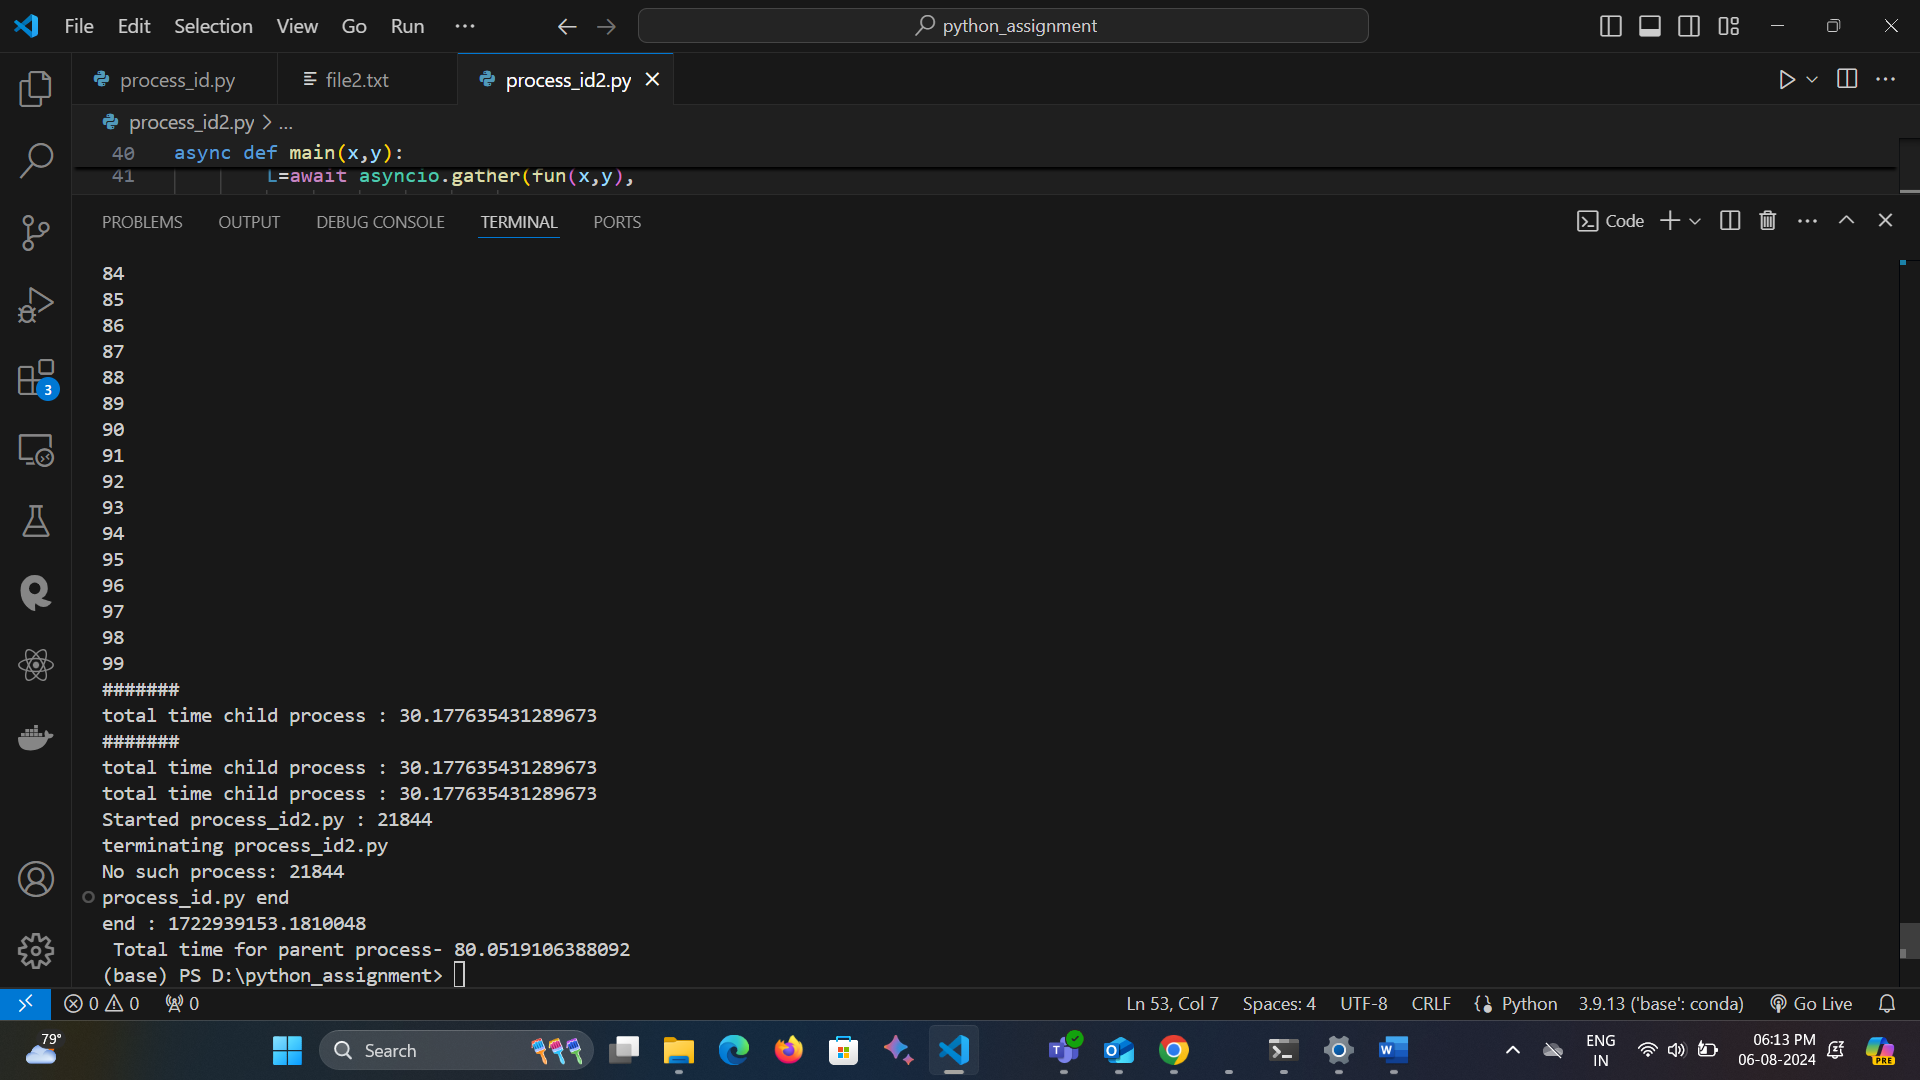 File Edit Selection View Go Run ··· python_assignment
process_id.py file2.txt process_id2.py
process_id2.py > ...
40 async def main(x,y):
41 L=await asyncio.gather(fun(x,y),
PROBLEMS OUTPUT DEBUG CONSOLE TERMINAL PORTS Code
84
85
86
87
88
89
90
91
92
93
94
95
96
97
98
99
#######
total time child process : 30.177635431289673
#######
total time child process : 30.177635431289673
total time child process : 30.177635431289673
Started process_id2.py : 21844
terminating process_id2.py
No such process: 21844
process_id.py end
end : 1722939153.1810048
Total time for parent process- 80.0519106388092
(base) PS D:\python_assignment>
3
0 0 0 Ln 53, Col 7 Spaces: 4 UTF-8 CRLF Python 3.9.13 ('base': conda) Go Live
79° Search ENG IN 06:13 PM 06-08-2024 PRE